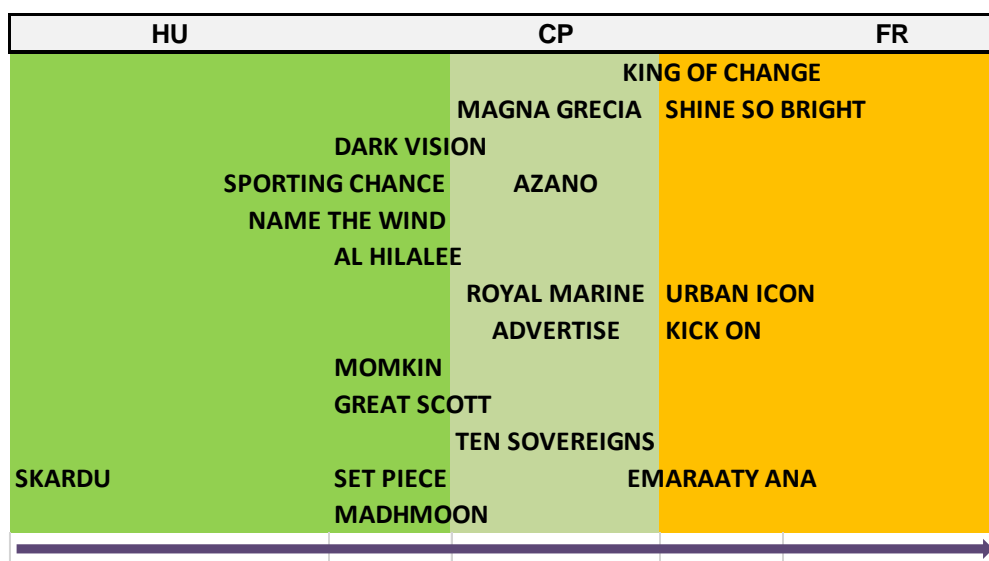 HU CP FR
KING OF CHANGE
MAGNA GRECIA SHINE SO BRIGHT
DARK VISION
SPORTING CHANCE AZANO
NAME THE WIND
AL HILALEE
ROYAL MARINE URBAN ICON
ADVERTISE KICK ON
MOMKIN
GREAT SCOTT
TEN SOVEREIGNS
SKARDU SET PIECE EMARAATY ANA
MADHMOON